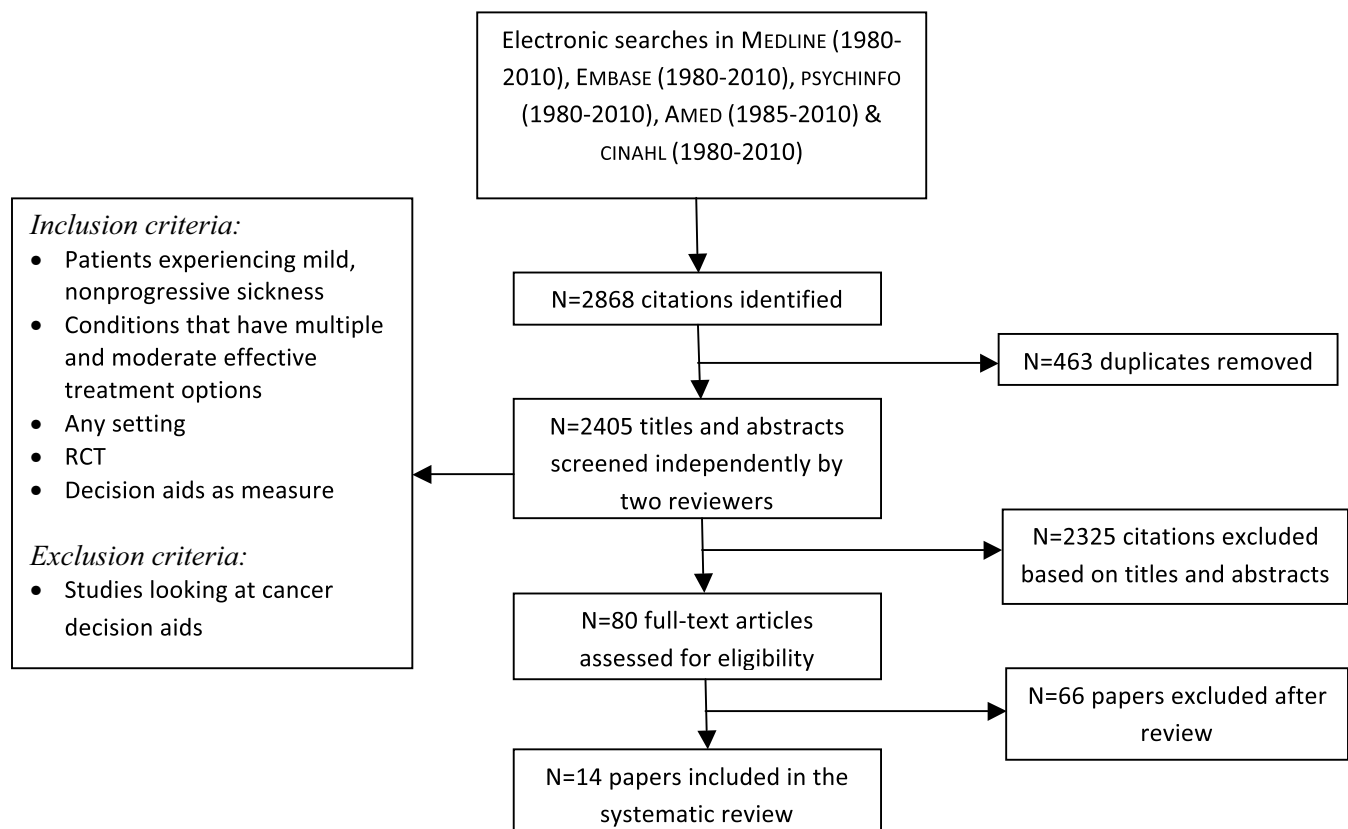 Electronic searches in MEDLINE (1980-
2010), EMBASE (1980-2010), PSYCHINFO
(1980-2010), AMED (1985-2010) &
CINAHL (1980-2010)
N=2868 citations identified
N=463 duplicates removed
N=2405 titles and abstracts
screened independently by
two reviewers
Inclusion criteria:
• Patients experiencing mild,
nonprogressive sickness
• Conditions that have multiple
and moderate effective
treatment options
• Any setting
• RCT
• Decision aids as measure
Exclusion criteria:
• Studies looking at cancer
decision aids
N=2325 citations excluded
based on titles and abstracts
N=80 full-text articles
assessed for eligibility
N=66 papers excluded after
review
N=14 papers included in the
systematic review